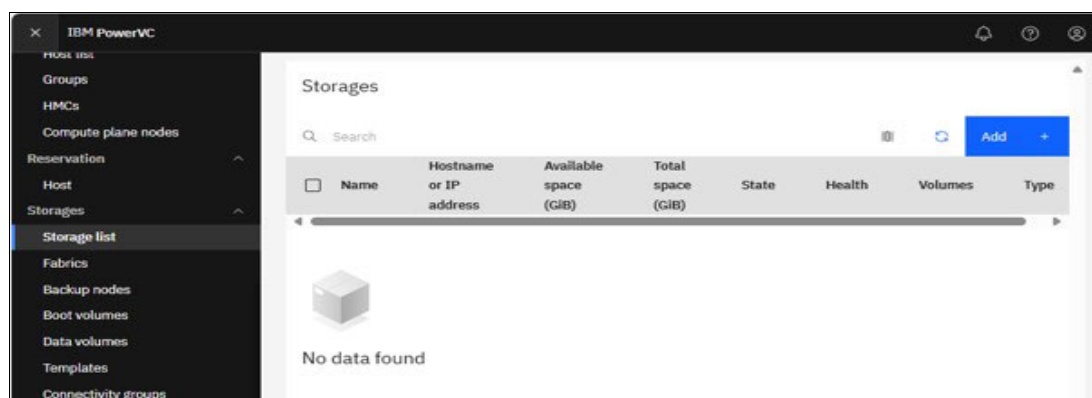 IBM PowerVC
Host list
Groups
HMCs
Compute plane nodes
Reservation
Host
Storages
Storage list
Fabrics
Backup nodes
Boot volumes
Data volumes
Templates
Connectivity groups
Storages
Search
Add +
Name
Hostname
or IP
address
Available
space
(GiB)
Total
space
(GiB)
State
Health
Volumes
Type
No data found